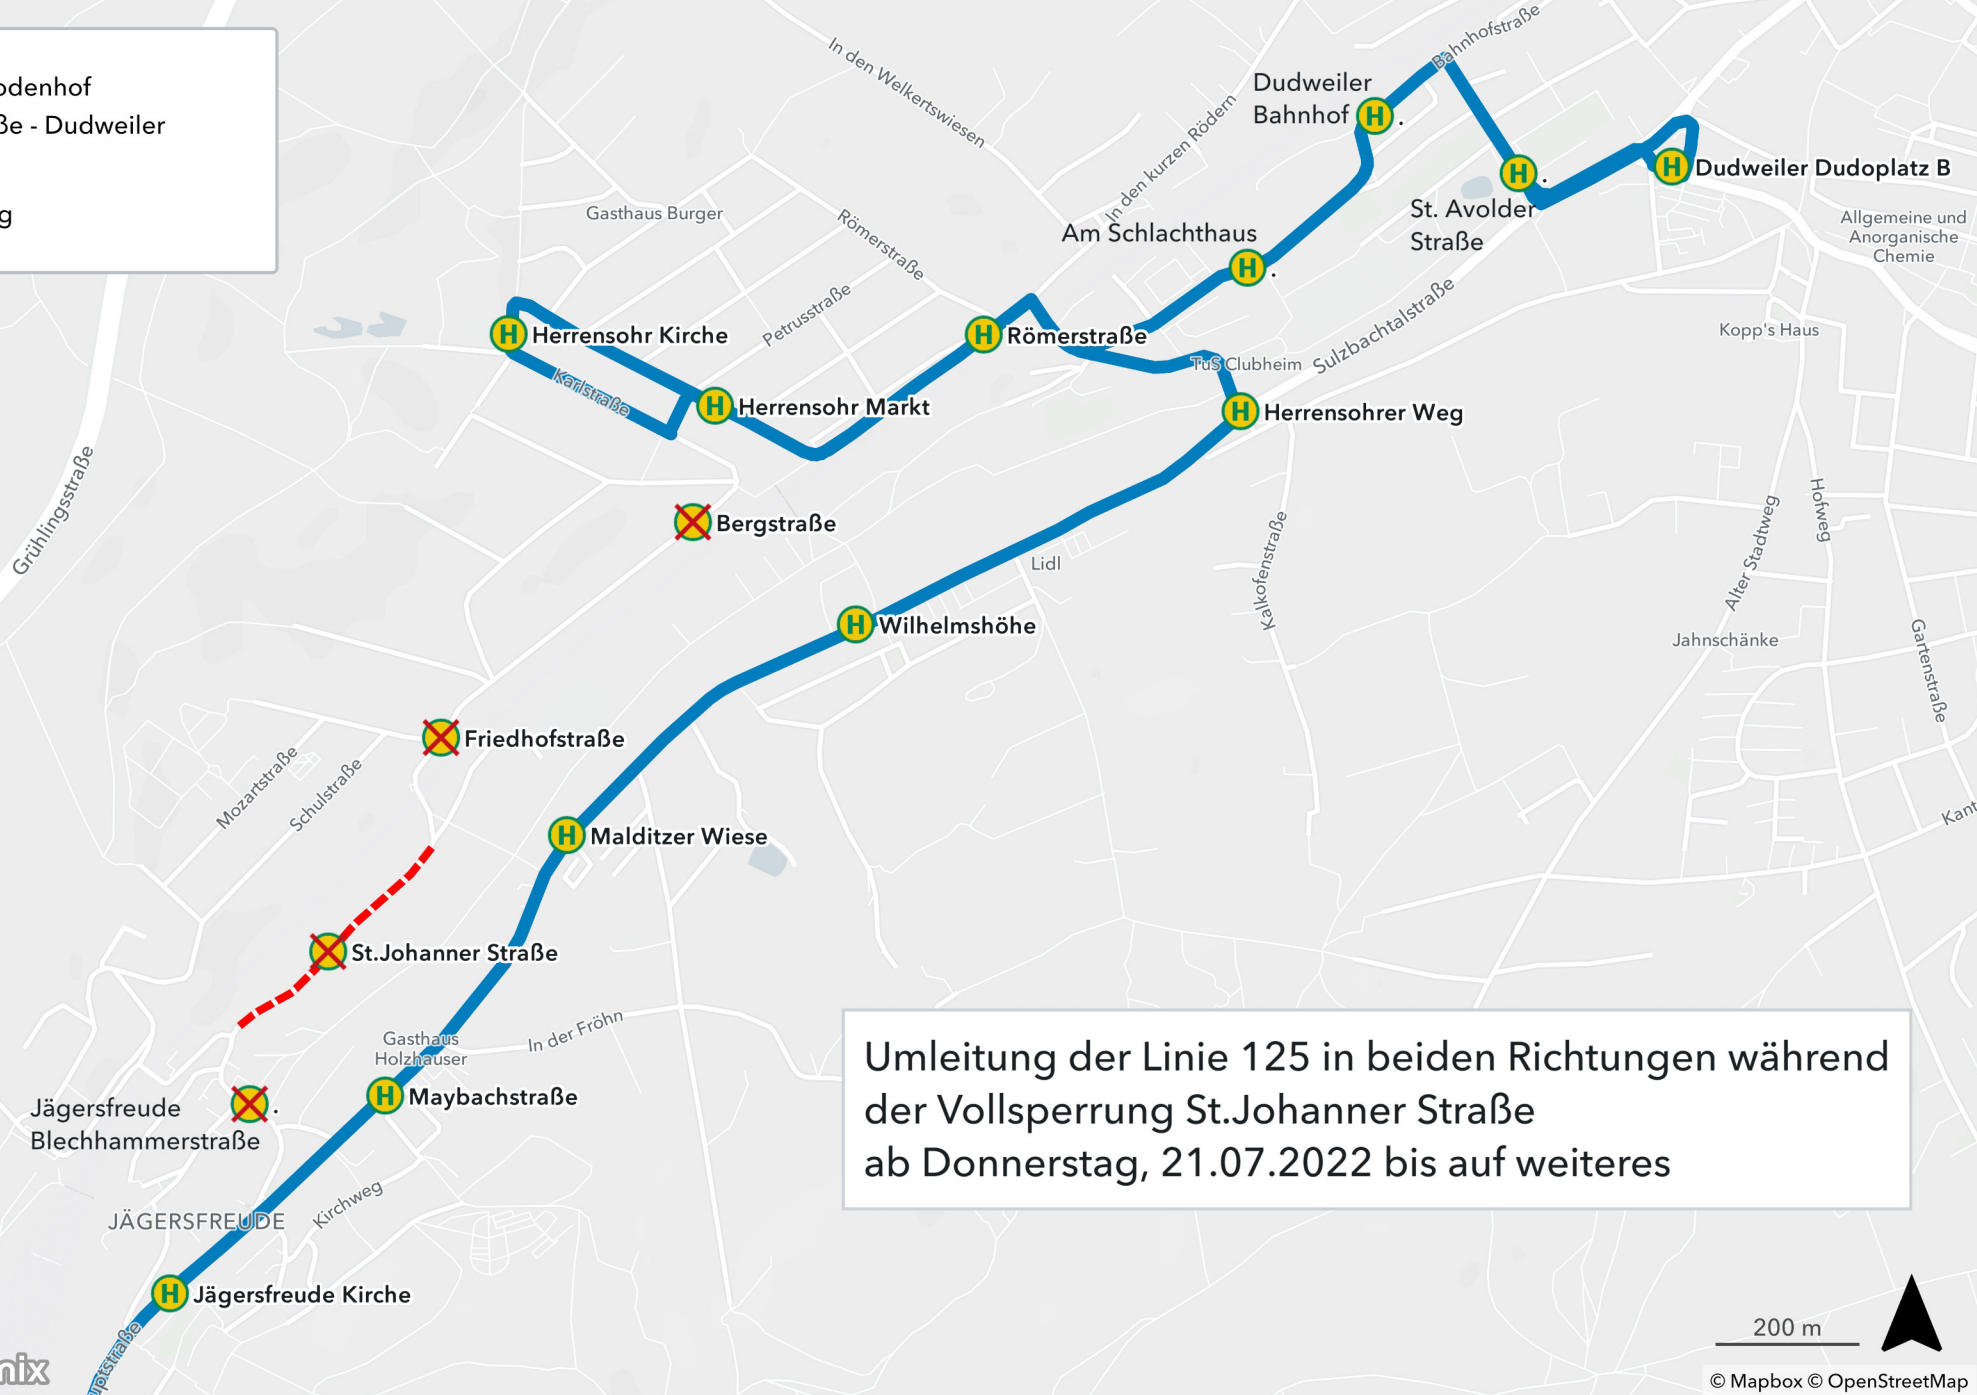 odenhof
ße - Dudweiler
g
In den Welkertswiesen
Bahnhofstraße
Dudweiler
Bahnhof
.
In den kurzen Rödern
.
Dudweiler Dudoplatz B
St. Avolder
Straße
Gasthaus Burger
Römerstraße
Am Schlachthaus
.
Allgemeine und
Anorganische
Chemie
Petrusstraße
Herrensohr Kirche
Römerstraße
Sulzbachtalstraße
Kopp's Haus
TuS Clubheim
Karlstraße
Herrensohr Markt
Herrensohrer Weg
Grühlingsstraße
Bergstraße
Hofweg
Alter Stadtweg
Kalkofenstraße
Lidl
Wilhelmshöhe
Jahnschänke
Gartenstraße
Friedhofstraße
Mozartstraße
Schulstraße
Malditzer Wiese
Kant
St.Johanner Straße
Gasthaus
Holzhäuser
In der Fröhn
Umleitung der Linie 125 in beiden Richtungen während
der Vollsperrung St.Johanner Straße
ab Donnerstag, 21.07.2022 bis auf weiteres
Maybachstraße
.
Jägersfreude
Blechhammerstraße
Kirchweg
JÄGERSFREUDE
Jägersfreude Kirche
uptstraße
200 m
nix
© Mapbox © OpenStreetMap
H
H
H
H
H
H
H
H
H
H
H
H
H